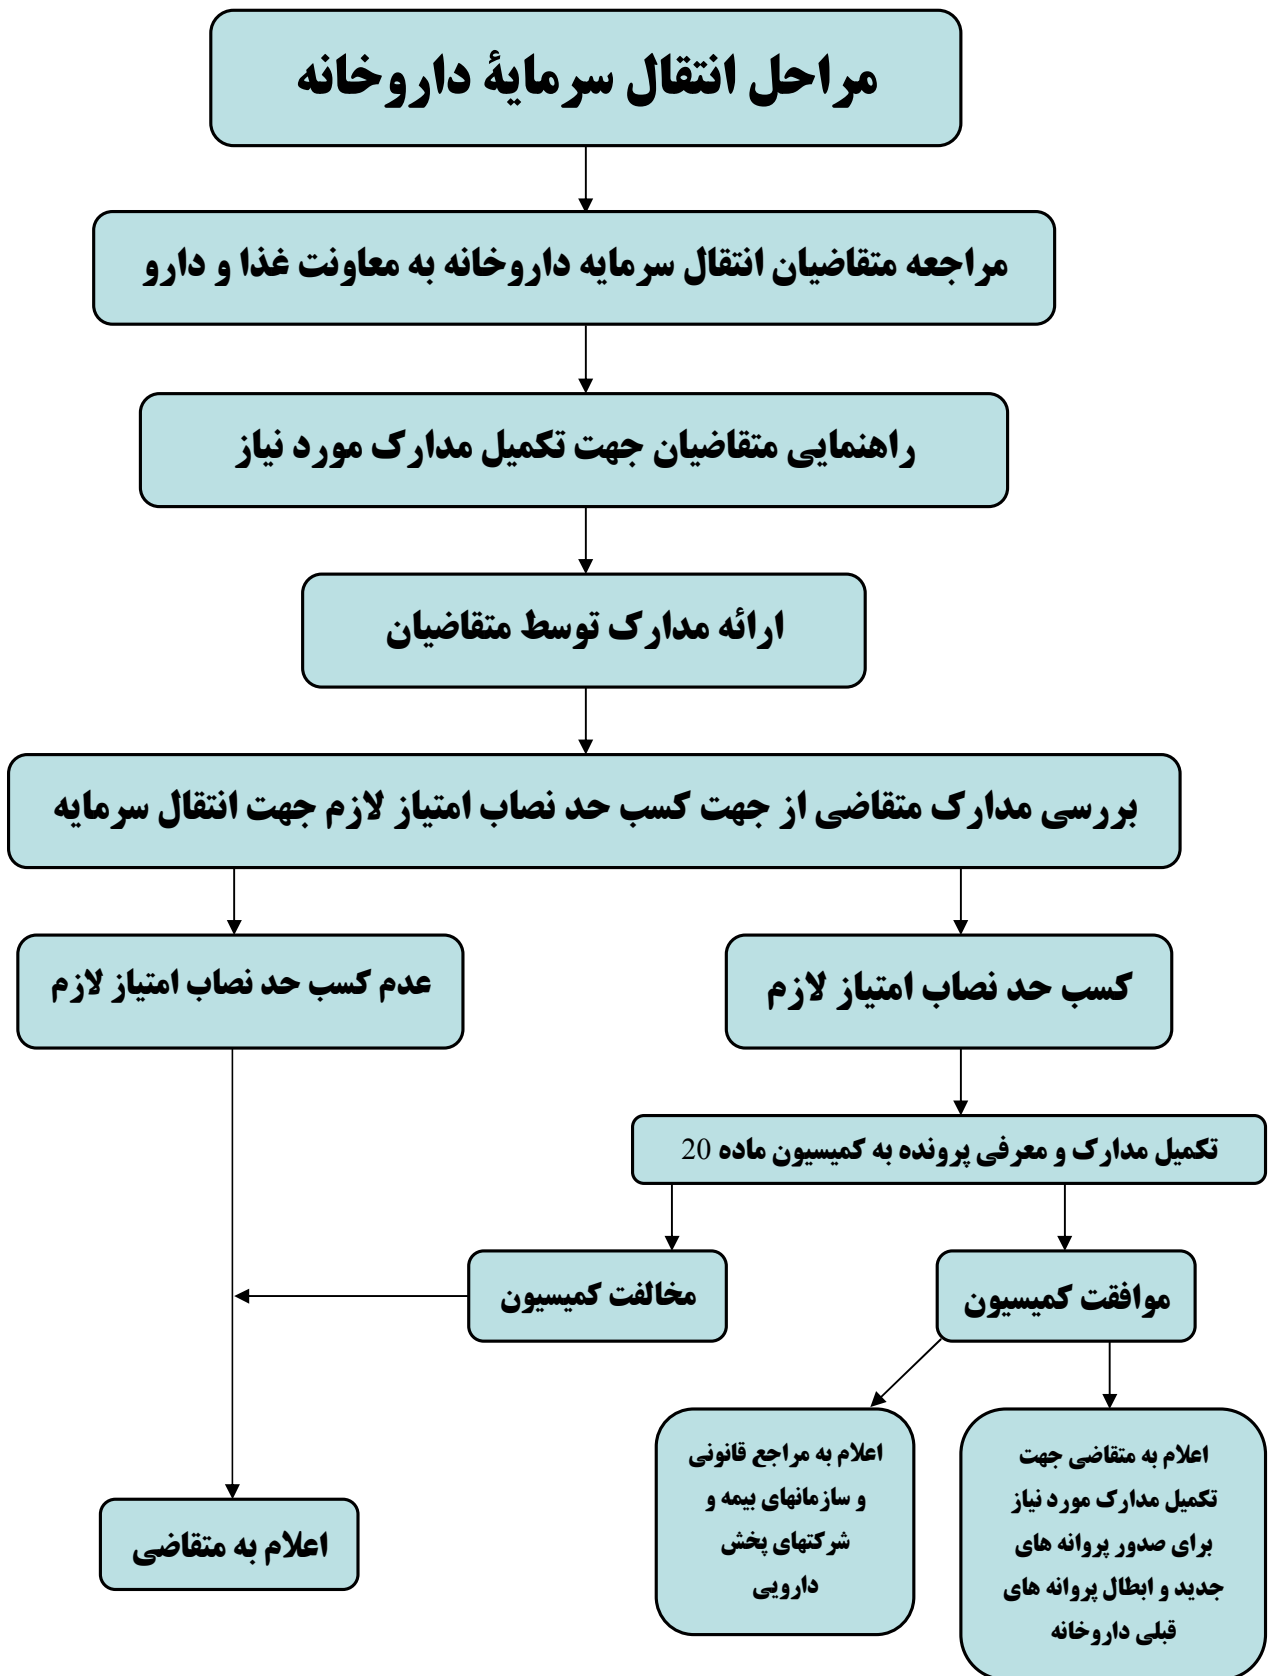 مراحل انتقال سرمایۀ داروخانه
مراجعه متقاضیان انتقال سرمایه داروخانه به معاونت غذا و دارو
راهنمایی متقاضیان جهت تکمیل مدارک مورد نیاز
ارائه مدارک توسط متقاضیان
بررسی مدارک متقاضی از جهت کسب حد نصاب امتیاز لازم جهت انتقال سرمایه
کسب حد نصاب امتیاز لازم
عدم کسب حد نصاب امتیاز لازم
تکمیل مدارک و معرفی پرونده به کمیسیون ماده 20
موافقت کمیسیون
مخالفت کمیسیون
اعلام به متقاضی جهت
تکمیل مدارک مورد نیاز
برای صدور پروانه های
جدید و ابطال پروانه های
قبلی داروخانه
اعلام به مراجع قانونی
و سازمانهای بیمه و
شرکتهای پخش
دارویی
اعلام به متقاضی